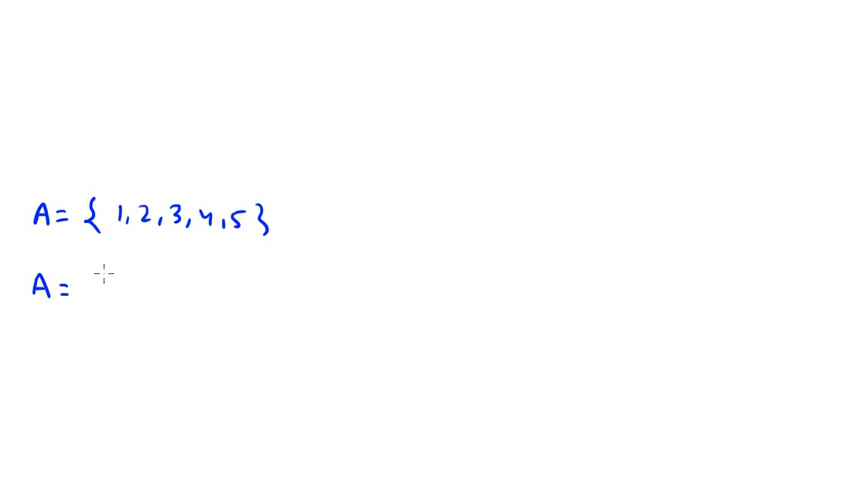 A = { 1, 2, 3, 4, 5 }
A =